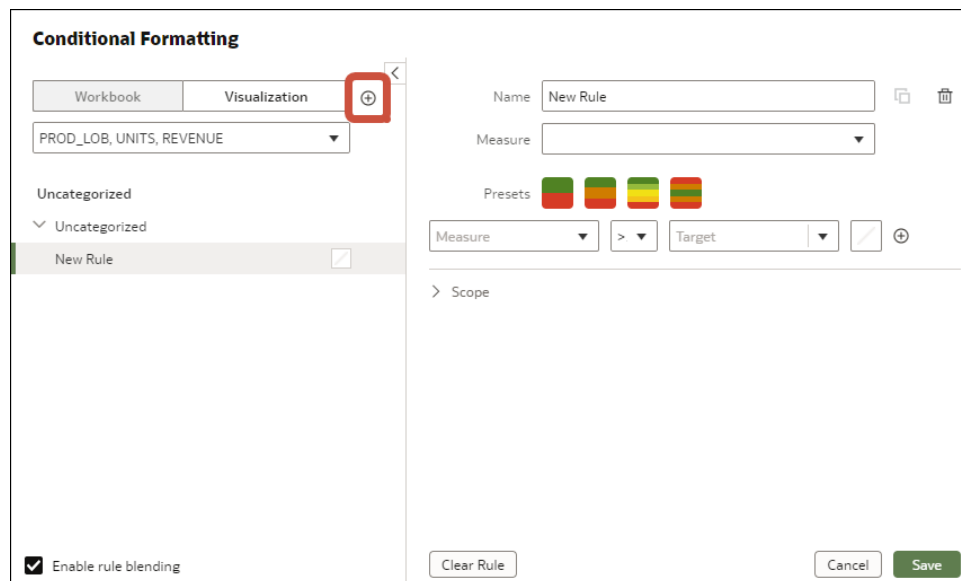 Conditional Formatting
Workbook
Visualization
PROD_LOB, UNITS, REVENUE
Uncategorized
Uncategorized
New Rule
Enable rule blending
Name New Rule
Measure
Presets
Measure > Target
Scope
Clear Rule
Cancel
Save